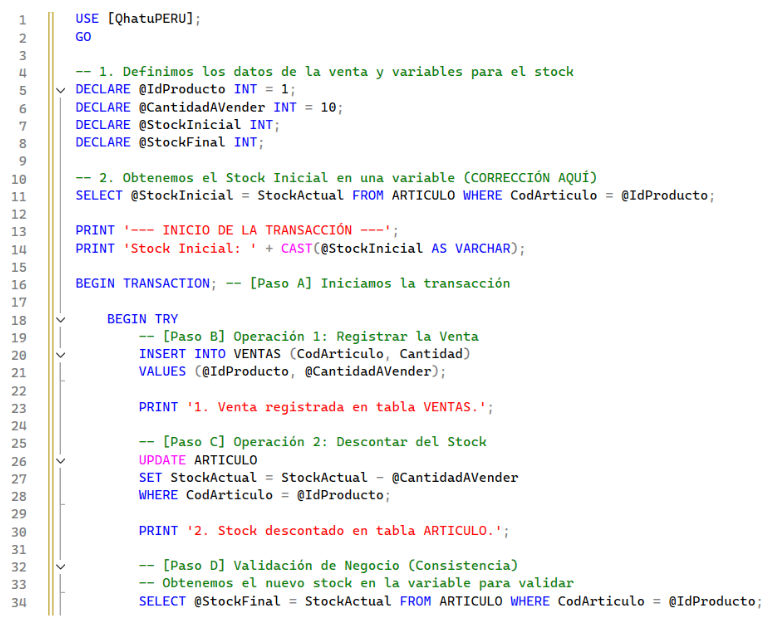 1 USE [QhatuPERU];
2 GO
3
4 -- 1. Definimos los datos de la venta y variables para el stock
5 DECLARE @IdProducto INT = 1;
6 DECLARE @CantidadAVender INT = 10;
7 DECLARE @StockInicial INT;
8 DECLARE @StockFinal INT;
9
10 -- 2. Obtenemos el Stock Inicial en una variable (CORRECCIÓN AQUÍ)
11 SELECT @StockInicial = StockActual FROM ARTICULO WHERE CodArticulo = @IdProducto;
12
13 PRINT '--- INICIO DE LA TRANSACCIÓN ---';
14 PRINT 'Stock Inicial: ' + CAST(@StockInicial AS VARCHAR);
15
16 BEGIN TRANSACTION; -- [Paso A] Iniciamos la transacción
17
18 BEGIN TRY
19 -- [Paso B] Operación 1: Registrar la Venta
20 INSERT INTO VENTAS (CodArticulo, Cantidad)
21 VALUES (@IdProducto, @CantidadAVender);
22
23 PRINT '1. Venta registrada en tabla VENTAS.';
24
25 -- [Paso C] Operación 2: Descontar del Stock
26 UPDATE ARTICULO
27 SET StockActual = StockActual - @CantidadAVender
28 WHERE CodArticulo = @IdProducto;
29
30 PRINT '2. Stock descontado en tabla ARTICULO.';
31
32 -- [Paso D] Validación de Negocio (Consistencia)
33 -- Obtenemos el nuevo stock en la variable para validar
34 SELECT @StockFinal = StockActual FROM ARTICULO WHERE CodArticulo = @IdProducto;